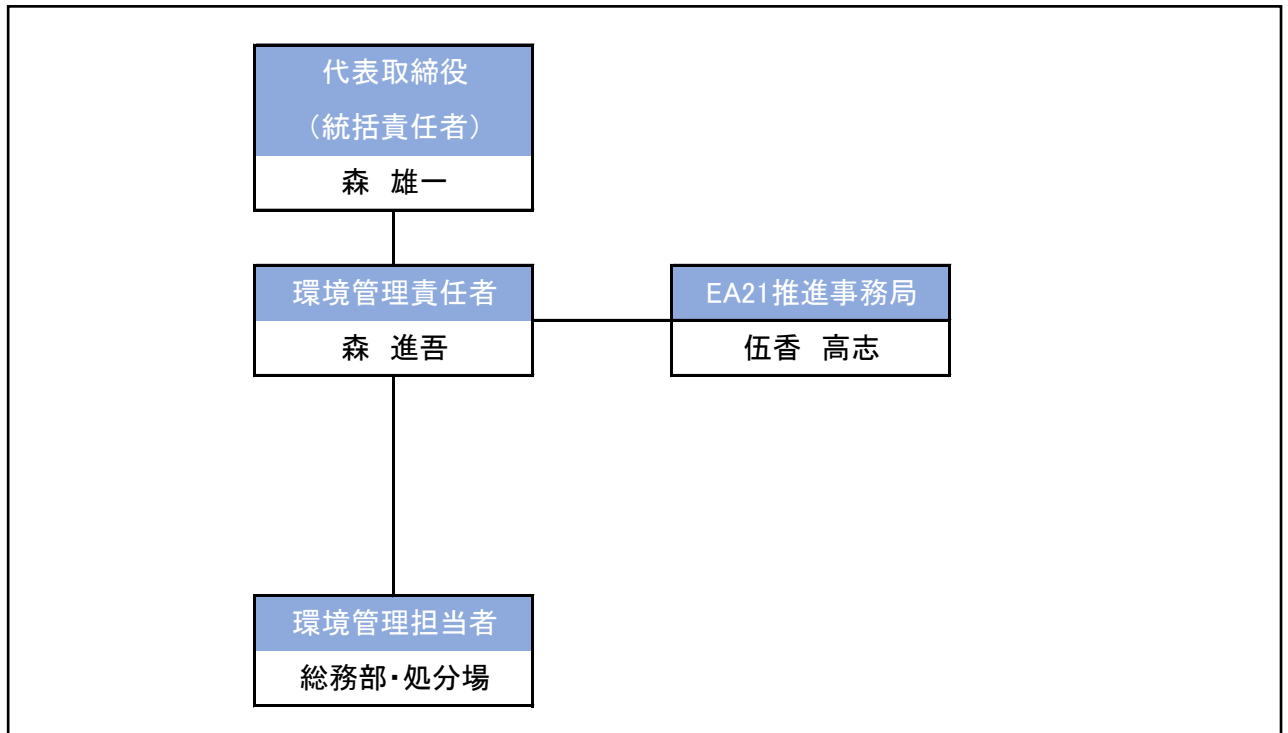 代表取締役
（統括責任者）
森　雄一
環境管理責任者
森　進吾
EA21推進事務局
伍香　高志
環境管理担当者
総務部・処分場